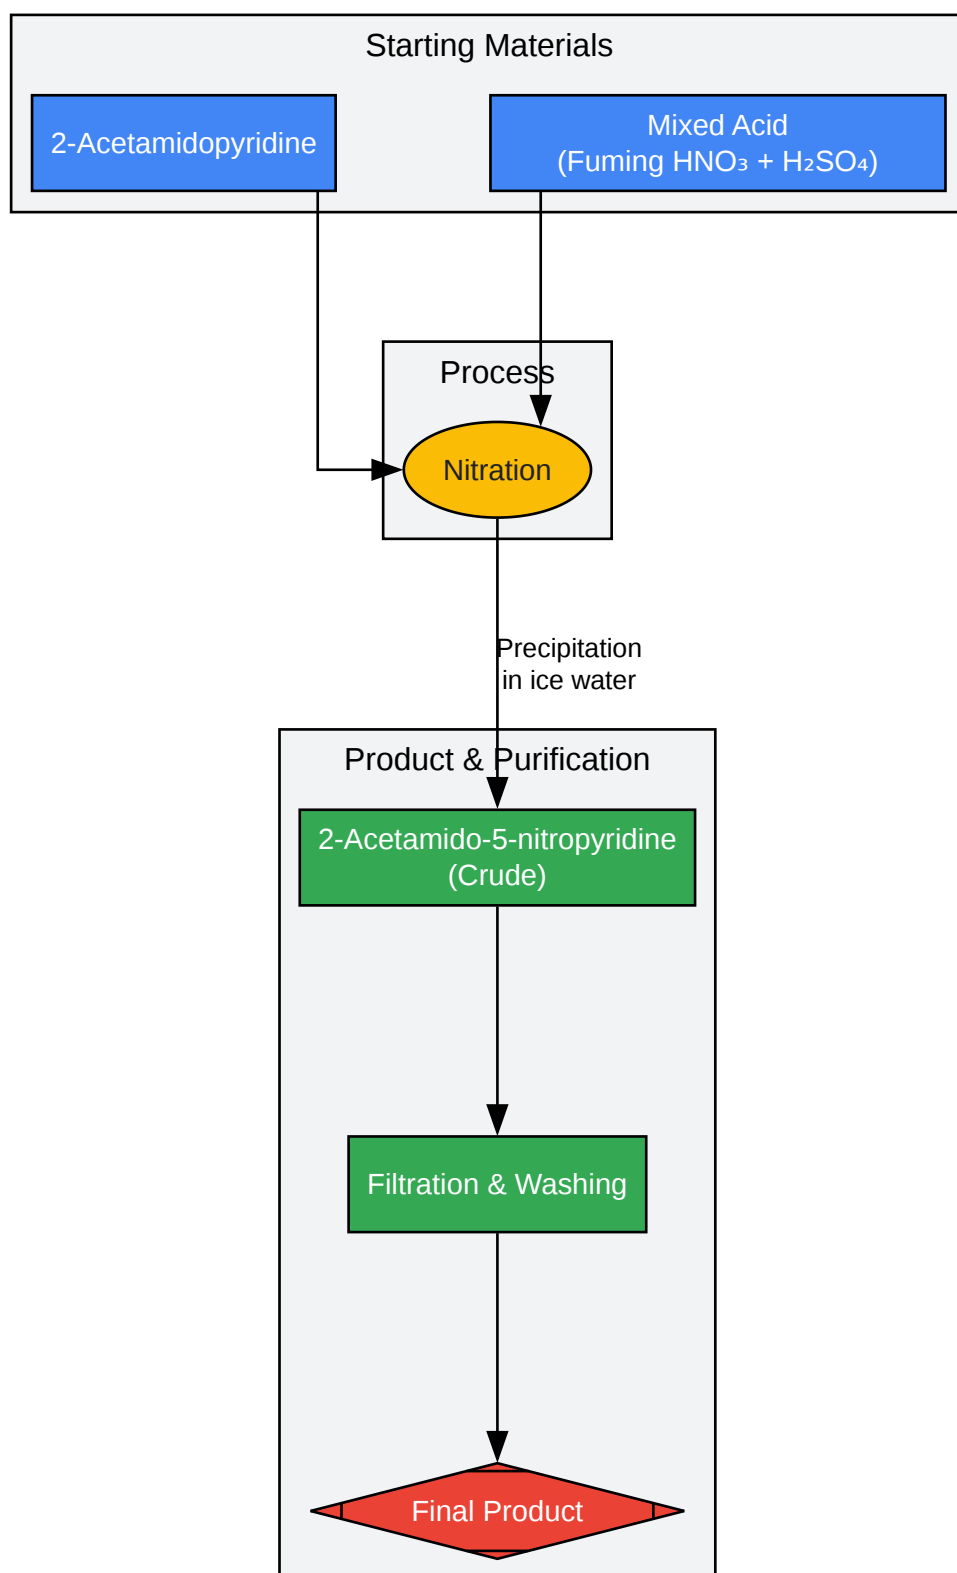 Starting Materials
2-Acetamidopyridine
Mixed Acid
(Fuming HNO₃ + H₂SO₄)
Process
Nitration
Precipitation
in ice water
Product & Purification
2-Acetamido-5-nitropyridine
(Crude)
Filtration & Washing
Final Product